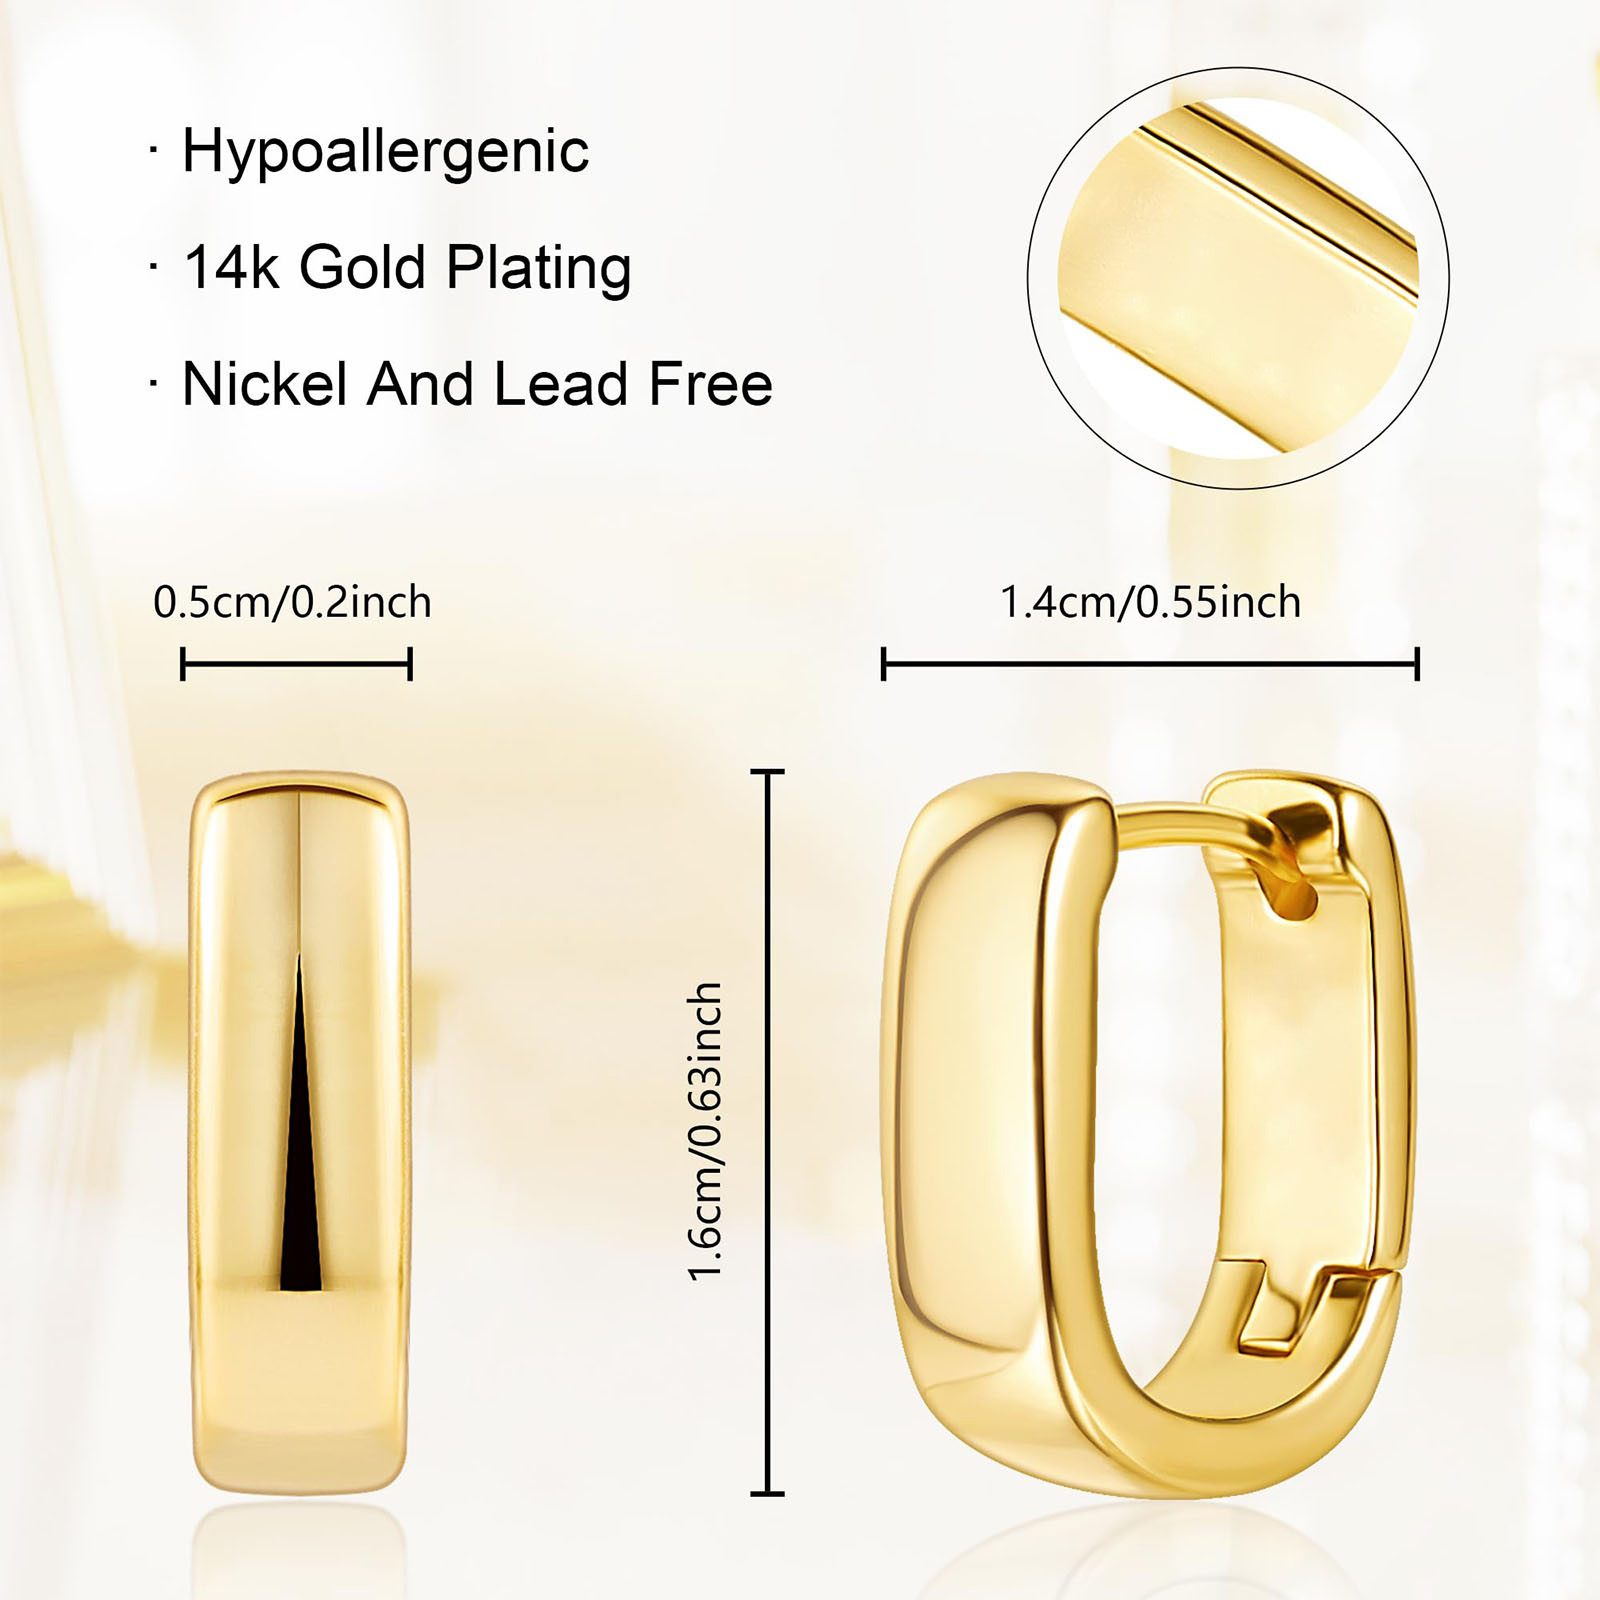 · Hypoallergenic
· 14k Gold Plating
· Nickel And Lead Free
0.5cm/0.2inch
1.4cm/0.55inch
1.6cm/0.63inch